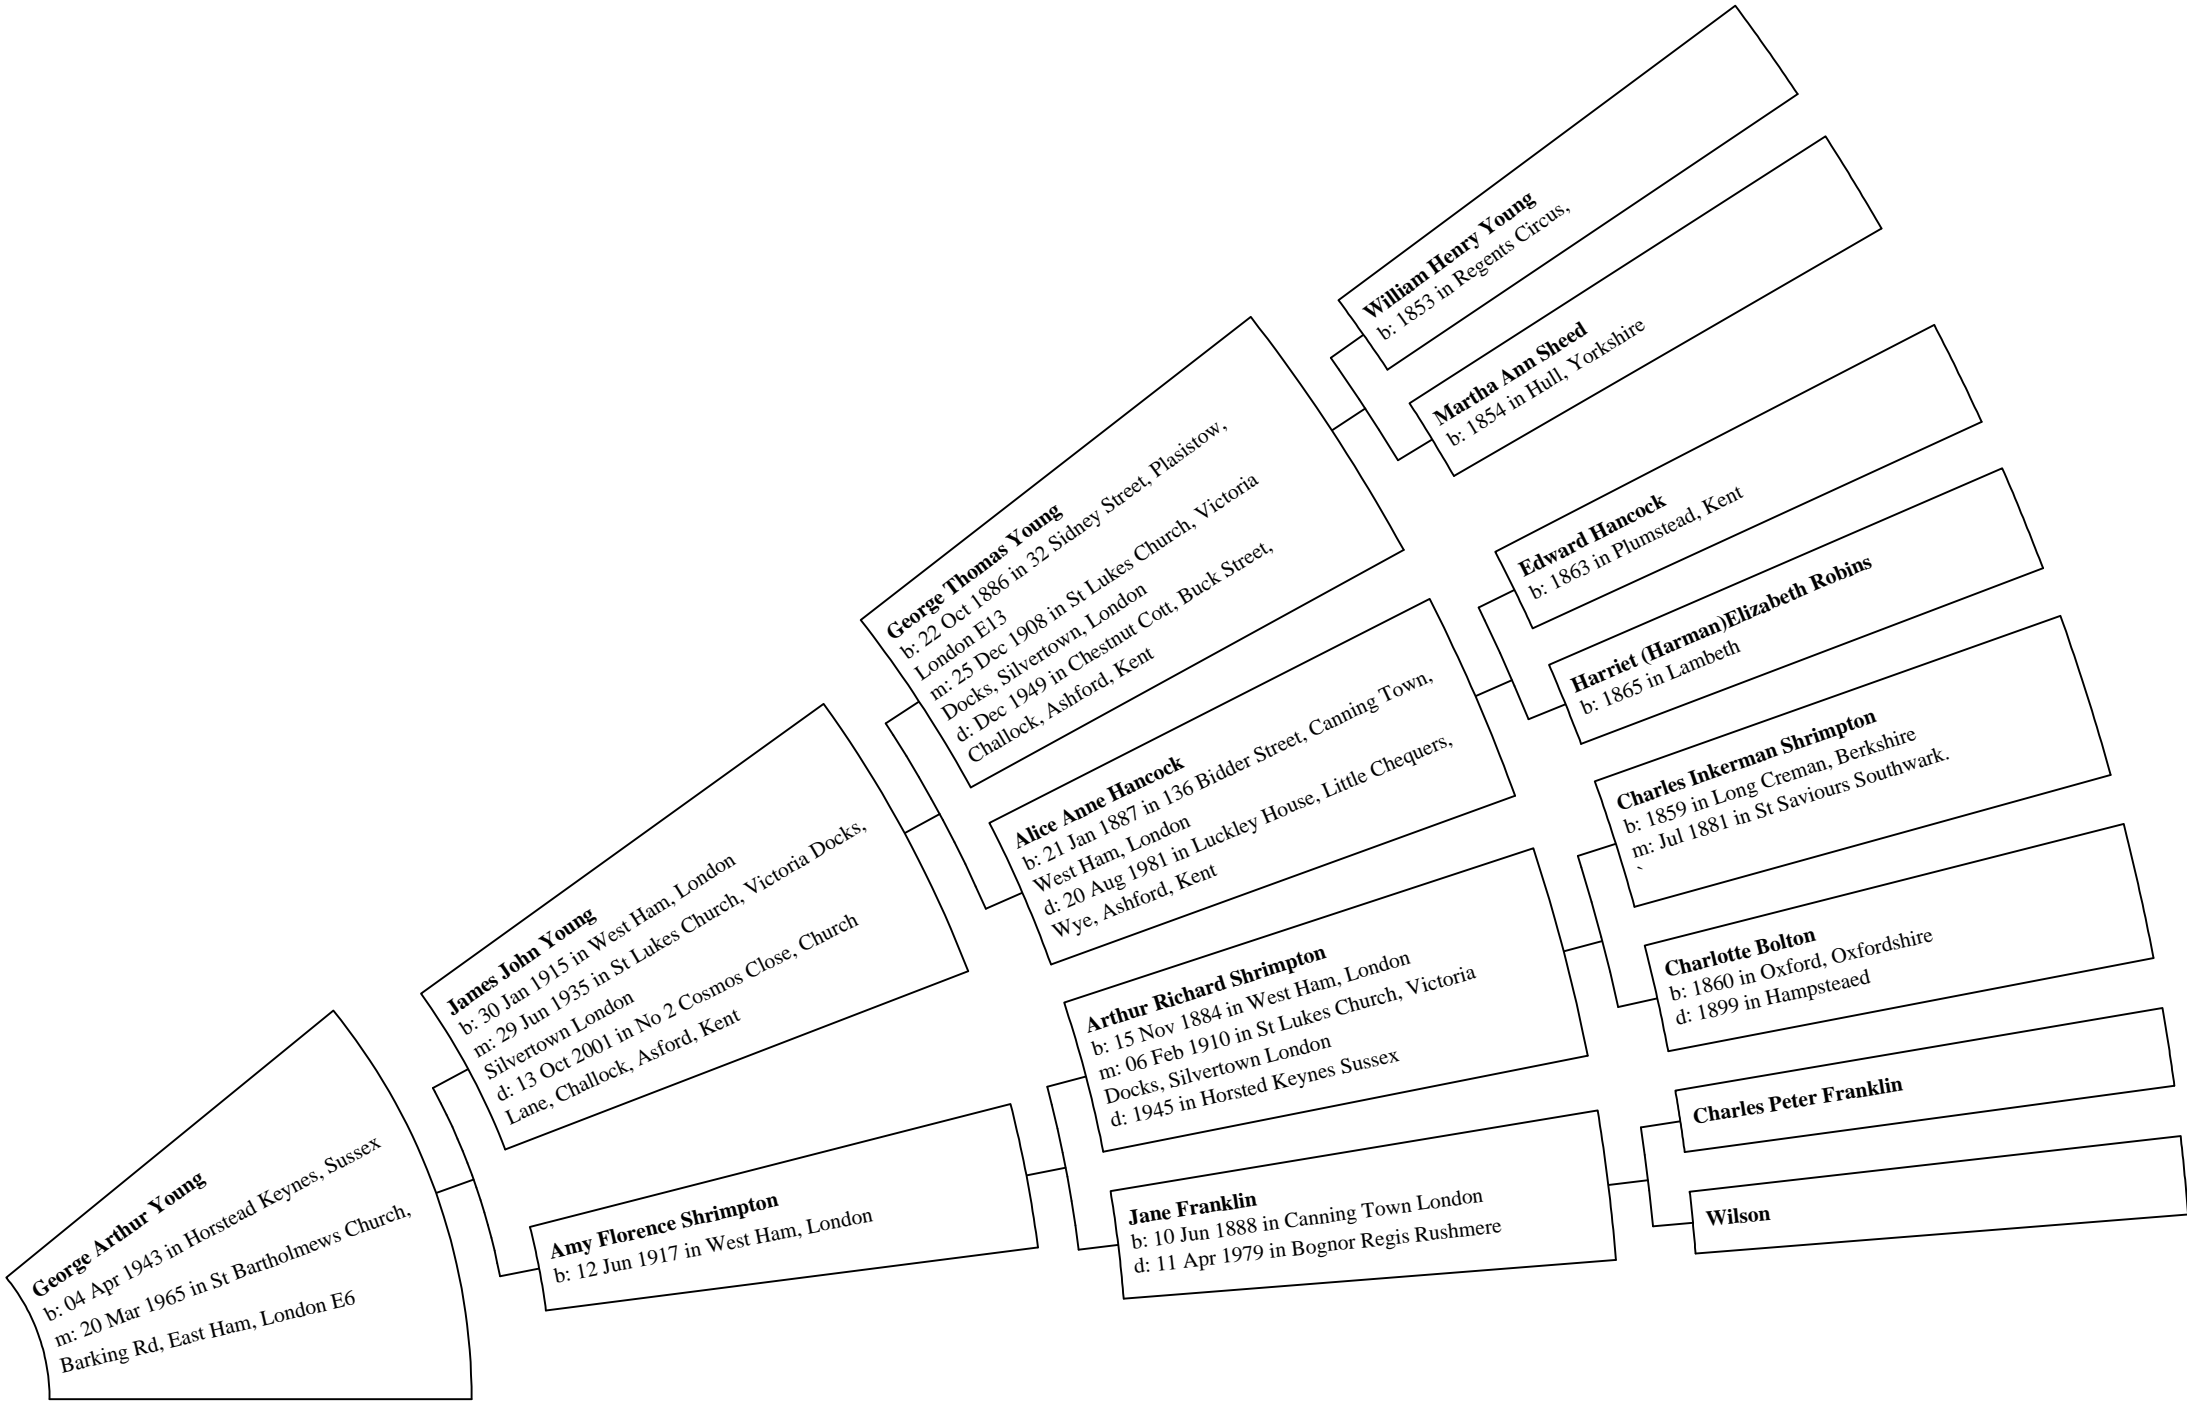 William Henry Young
b: 1853 in Regents Circus,
Martha Ann Sheed
b: 1854 in Hull, Yorkshire
George Thomas Young
b: 22 Oct 1886 in 32 Sidney Street, Plasistow,
London E13
m: 25 Dec 1908 in St Lukes Church, Victoria
Docks, Silvertown, London
d: Dec 1949 in Chestnut Cott, Buck Street,
Challock, Ashford, Kent
Edward Hancock
b: 1863 in Plumstead, Kent
Harriet (Harman)Elizabeth Robins
b: 1865 in Lambeth
Alice Anne Hancock
b: 21 Jan 1887 in 136 Bidder Street, Canning Town,
West Ham, London
d: 20 Aug 1981 in Luckley House, Little Chequers,
Wye, Ashford, Kent
James John Young
b: 30 Jan 1915 in West Ham, London
m: 29 Jun 1935 in St Lukes Church, Victoria Docks,
Silvertown London
d: 13 Oct 2001 in No 2 Cosmos Close, Church
Lane, Challock, Asford, Kent
Charles Inkerman Shrimpton
b: 1859 in Long Creman, Berkshire
m: Jul 1881 in St Saviours Southwark.
`
Charlotte Bolton
b: 1860 in Oxford, Oxfordshire
d: 1899 in Hampsteaed
Arthur Richard Shrimpton
b: 15 Nov 1884 in West Ham, London
m: 06 Feb 1910 in St Lukes Church, Victoria
Docks, Silvertown London
d: 1945 in Horsted Keynes Sussex
Charles Peter Franklin
Wilson
Jane Franklin
b: 10 Jun 1888 in Canning Town London
d: 11 Apr 1979 in Bognor Regis Rushmere
Amy Florence Shrimpton
b: 12 Jun 1917 in West Ham, London
George Arthur Young
b: 04 Apr 1943 in Horstead Keynes, Sussex
m: 20 Mar 1965 in St Bartholmews Church,
Barking Rd, East Ham, London E6